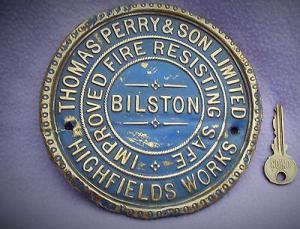 THOMAS PERRY & SON LIMITED
HIGHFIELDS WORKS
IMPROVED FIRE RESISTING SAFE
BILSTON